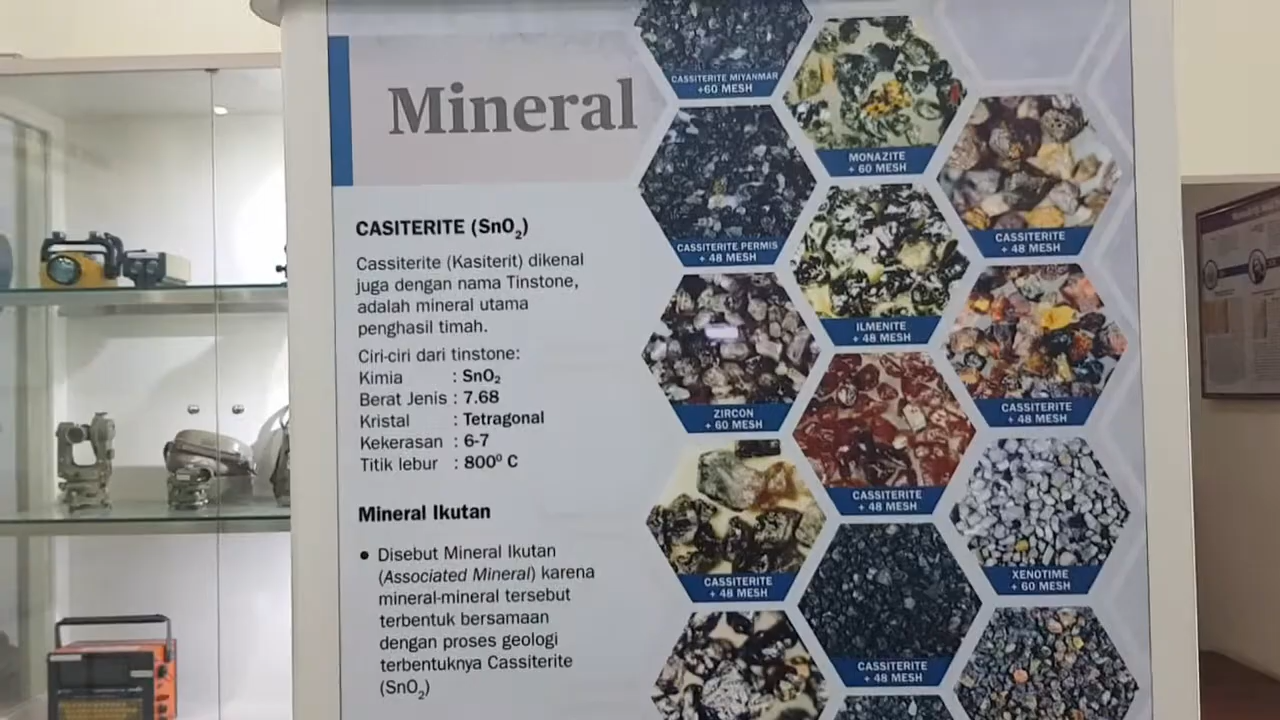 Mineral
CASITERITE (SnO₂)
Cassiterite (Kasiterit) dikenal
juga dengan nama Tinstone,
adalah mineral utama
penghasil timah.
Ciri-ciri dari tinstone:
Kimia : SnO₂
Berat Jenis : 7.68
Kristal : Tetragonal
Kekerasan : 6-7
Titik lebur : 800⁰ C
Mineral Ikutan
• Disebut Mineral Ikutan
(Associated Mineral) karena
mineral-mineral tersebut
terbentuk bersamaan
dengan proses geologi
terbentuknya Cassiterite
(SnO₂)
CASSITERITE MIYANMAR
+60 MESH
MONAZITE
+ 60 MESH
CASSITERITE PERMIS
+ 48 MESH
CASSITERITE
+ 48 MESH
ILMENITE
+ 48 MESH
ZIRCON
+ 60 MESH
CASSITERITE
+ 48 MESH
CASSITERITE
+ 48 MESH
CASSITERITE
+ 48 MESH
XENOTIME
+ 60 MESH
CASSITERITE
+ 48 MESH